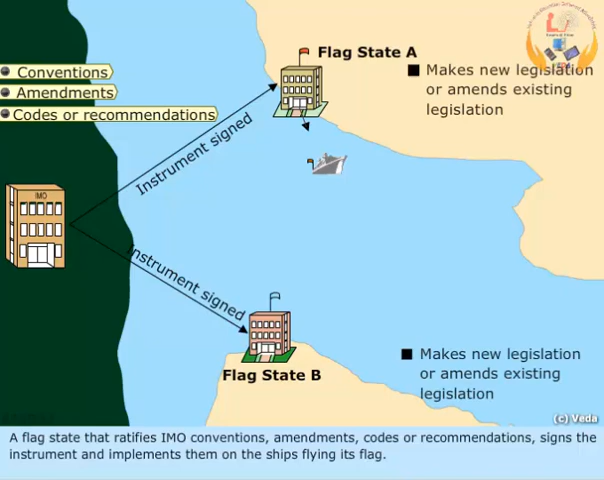 Flag State A
Conventions
Amendments
Codes or recommendations
Makes new legislation
or amends existing
legislation
Instrument signed
IMO
Instrument signed
Flag State B
Makes new legislation
or amends existing
legislation
(c) Veda
A flag state that ratifies IMO conventions, amendments, codes or recommendations, signs the
instrument and implements them on the ships flying its flag.